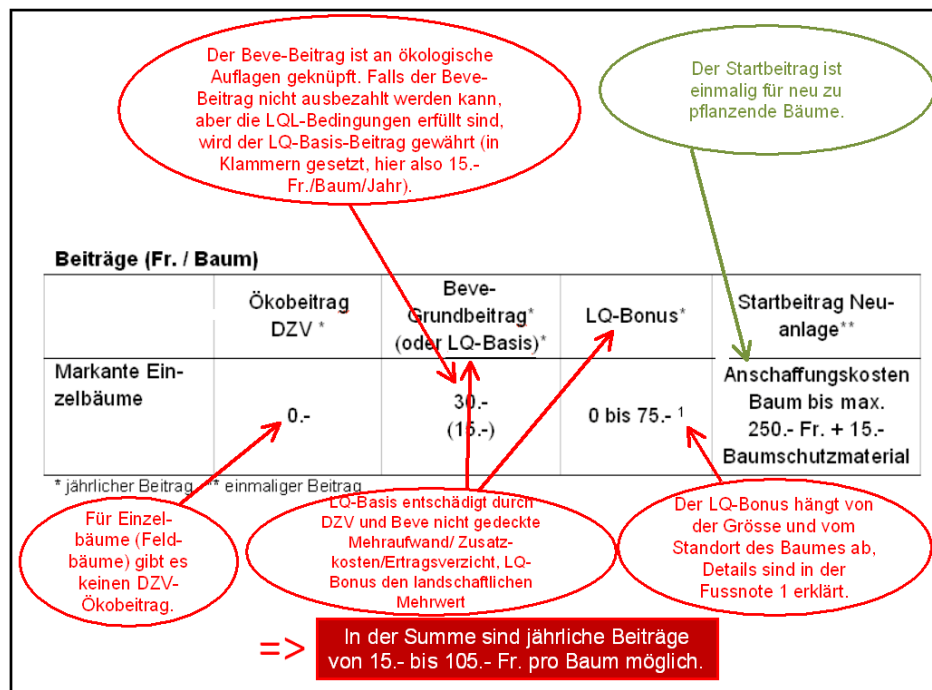 Der Beve-Beitrag ist an ökologische
Auflagen geknüpft. Falls der Beve-
Beitrag nicht ausbezahlt werden kann,
aber die LQL-Bedingungen erfüllt sind,
wird der LQ-Basis-Beitrag gewährt (in
Klammern gesetzt, hier also 15.-
Fr./Baum/Jahr).
Der Startbeitrag ist
einmalig für neu zu
pflanzende Bäume.
Beiträge (Fr. / Baum)
Ökobeitrag
DZV *
Beve-
Grundbeitrag*
(oder LQ-Basis)*
LQ-Bonus*
Startbeitrag Neu-
anlage**
Markante Ein-
zelbäume
0.-
30.-
(15.-)
0 bis 75.- 1
Anschaffungskosten
Baum bis max.
250.- Fr. + 15.-
Baumschutzmaterial
* jährlicher Beitrag ** einmaliger Beitrag
Für Einzel-
bäume (Feld-
bäume) gibt es
keinen DZV-
Ökobeitrag.
LQ-Basis entschädigt durch
DZV und Beve nicht gedeckte
Mehraufwand/ Zusatz-
kosten/Ertragsverzicht, LQ-
Bonus den landschaftlichen
Mehrwert
Der LQ-Bonus hängt von
der Grösse und vom
Standort des Baumes ab,
Details sind in der
Fussnote 1 erklärt.
=> In der Summe sind jährliche Beiträge
von 15.- bis 105.- Fr. pro Baum möglich.